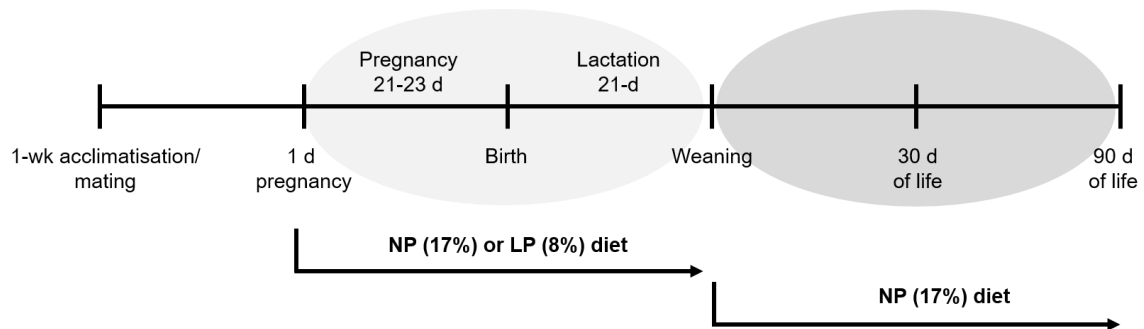 Pregnancy
21-23 d
Lactation
21-d
1-wk acclimatisation/
mating
1 d
pregnancy
Birth
Weaning
30 d
of life
90 d
of life
NP (17%) or LP (8%) diet
NP (17%) diet